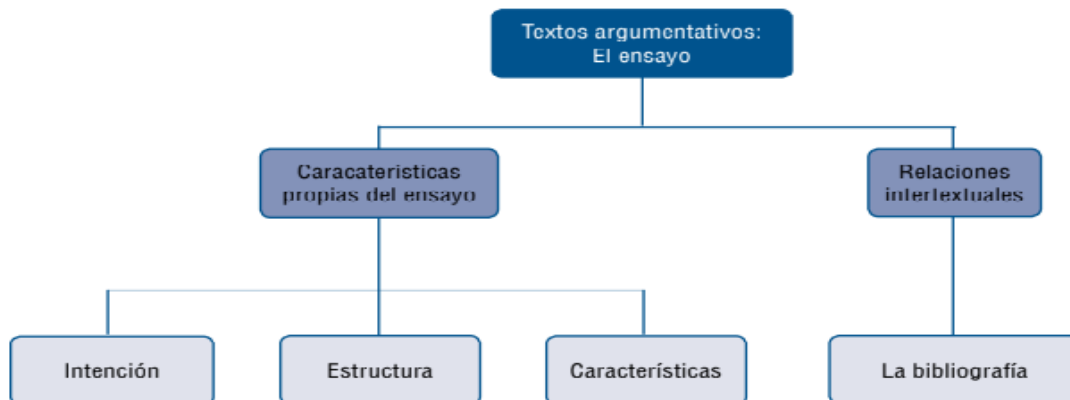 Textos argumentativos:
El ensayo
Caracateristicas
propias del ensayo
Relaciones
intertextuales
Intención
Estructura
Características
La bibliografía